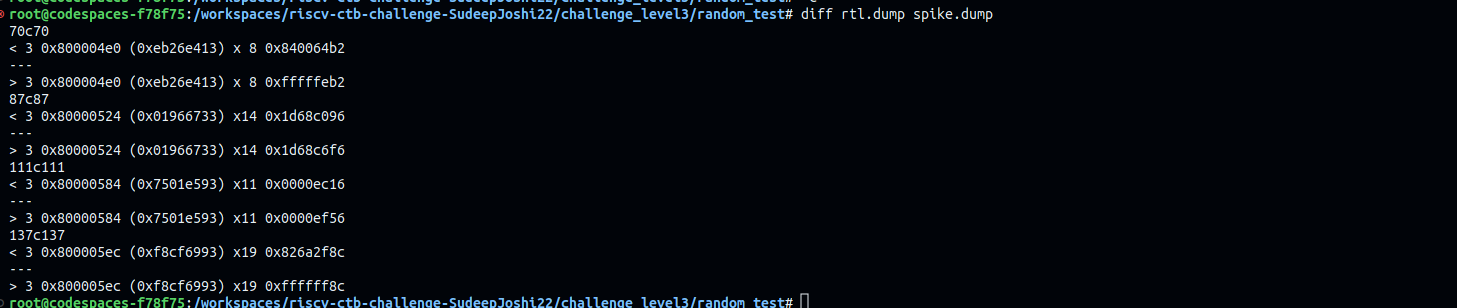 root@codespaces-f78f75:/workspaces/riscv-ctb-challenge-SudeepJoshi22/challenge_level3/random_test# diff rtl.dump spike.dump
70c70
< 3 0x800004e0 (0xeb26e413) x 8 0x840064b2
---
> 3 0x800004e0 (0xeb26e413) x 8 0xfffffeb2
87c87
< 3 0x80000524 (0x01966733) x14 0x1d68c096
---
> 3 0x80000524 (0x01966733) x14 0x1d68c6f6
111c111
< 3 0x80000584 (0x7501e593) x11 0x0000ec16
---
> 3 0x80000584 (0x7501e593) x11 0x0000ef56
137c137
< 3 0x800005ec (0xf8cf6993) x19 0x826a2f8c
---
> 3 0x800005ec (0xf8cf6993) x19 0xffffff8c
root@codespaces-f78f75:/workspaces/riscv-ctb-challenge-SudeepJoshi22/challenge_level3/random_test#